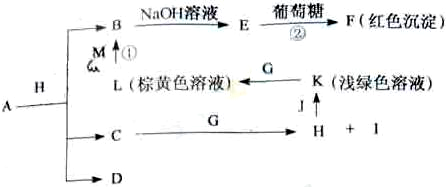 B NaOH溶液 E 葡萄糖 ② F(红色沉淀)
H M ①
Cu
L(棕黄色溶液) G K(浅绿色溶液)
A J
C G H + I
D